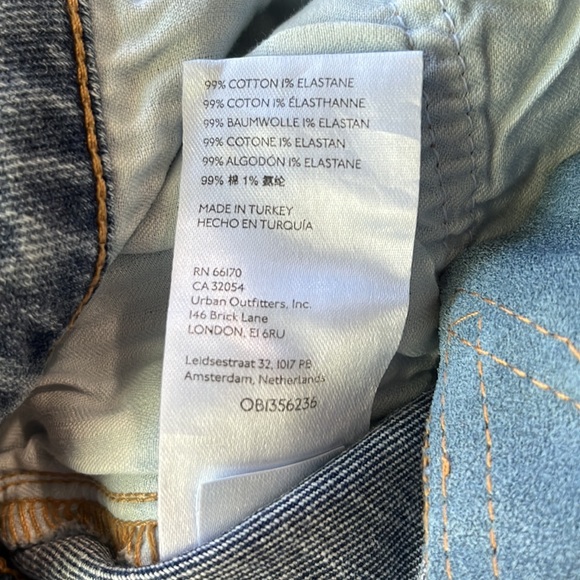 99% COTTON 1% ELASTANE
99% COTON 1% ÉLASTHANNE
99% BAUMWOLLE 1% ELASTAN
99% COTONE 1% ELASTAN
99% ALGODÓN 1% ELASTANE
99% 棉 1% 氨纶
MADE IN TURKEY
HECHO EN TURQUÍA
RN 66170
CA 32054
Urban Outfitters, Inc.
146 Brick Lane
LONDON, E1 6RU
Leidsestraat 32, 1017 PB
Amsterdam, Netherlands
OB1356236